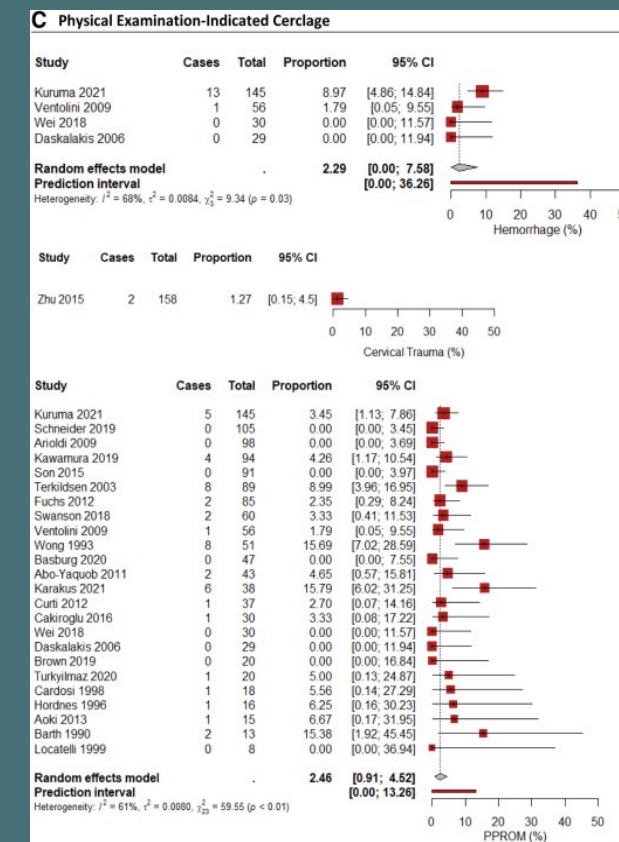 C Physical Examination-Indicated Cerclage
Study Cases Total Proportion 95% CI
Kuruma 2021 13 145 8.97 [4.86; 14.84]
Ventolini 2009 1 56 1.79 [0.05; 9.55]
Wei 2018 0 30 0.00 [0.00; 11.57]
Daskalakis 2006 0 29 0.00 [0.00; 11.94]
Random effects model . 2.29 [0.00; 7.58]
Prediction interval [0.00; 36.26]
Heterogeneity: I² = 68%, τ² = 0.0084, χ²₃ = 9.34 (p = 0.03)
0 10 20 30 40
Hemorrhage (%)
Study Cases Total Proportion 95% CI
Zhu 2015 2 158 1.27 [0.15; 4.5]
0 10 20 30 40 50
Cervical Trauma (%)
Study Cases Total Proportion 95% CI
Kuruma 2021 5 145 3.45 [1.13; 7.86]
Schneider 2019 0 105 0.00 [0.00; 3.45]
Arioldi 2009 0 98 0.00 [0.00; 3.69]
Kawamura 2019 4 94 4.26 [1.17; 10.54]
Son 2015 0 91 0.00 [0.00; 3.97]
Terkildsen 2003 8 89 8.99 [3.96; 16.95]
Fuchs 2012 2 85 2.35 [0.29; 8.24]
Swanson 2018 2 60 3.33 [0.41; 11.53]
Ventolini 2009 1 56 1.79 [0.05; 9.55]
Wong 1993 8 51 15.69 [7.02; 28.59]
Basburg 2020 0 47 0.00 [0.00; 7.55]
Abo-Yaquob 2011 2 43 4.65 [0.57; 15.81]
Karakus 2021 6 38 15.79 [6.02; 31.25]
Curti 2012 1 37 2.70 [0.07; 14.16]
Cakiroglu 2016 1 30 3.33 [0.08; 17.22]
Wei 2018 0 30 0.00 [0.00; 11.57]
Daskalakis 2006 0 29 0.00 [0.00; 11.94]
Brown 2019 0 20 0.00 [0.00; 16.84]
Turkyilmaz 2020 1 20 5.00 [0.13; 24.87]
Cardosi 1998 1 18 5.56 [0.14; 27.29]
Hordnes 1996 1 16 6.25 [0.16; 30.23]
Aoki 2013 1 15 6.67 [0.17; 31.95]
Barth 1990 2 13 15.38 [1.92; 45.45]
Locatelli 1999 0 8 0.00 [0.00; 36.94]
Random effects model . 2.46 [0.91; 4.52]
Prediction interval [0.00; 13.26]
Heterogeneity: I² = 61%, τ² = 0.0080, χ²₂₃ = 59.55 (p < 0.01)
0 10 20 30 40 50
PPROM (%)